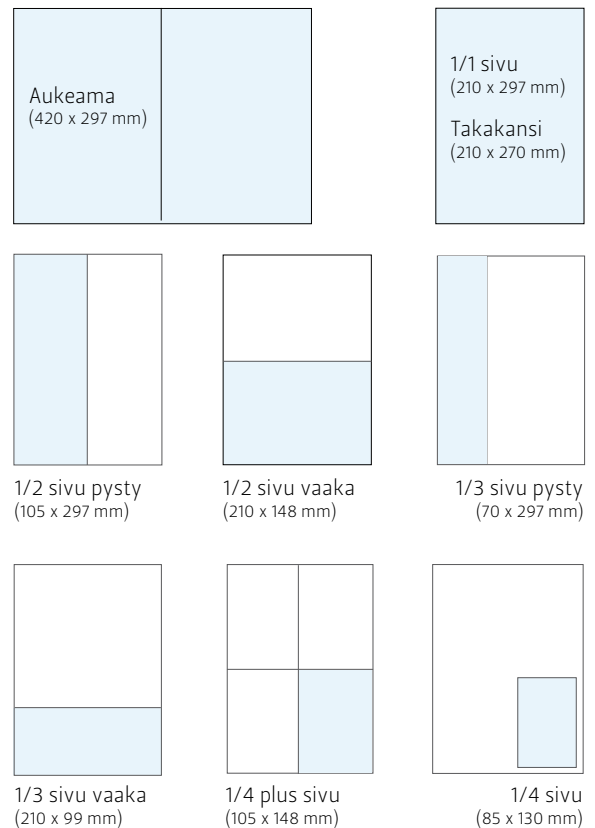 Aukeama
(420 x 297 mm)
1/1 sivu
(210 x 297 mm)
Takakansi
(210 x 270 mm)
1/2 sivu pysty
(105 x 297 mm)
1/2 sivu vaaka
(210 x 148 mm)
1/3 sivu pysty
(70 x 297 mm)
1/3 sivu vaaka
(210 x 99 mm)
1/4 plus sivu
(105 x 148 mm)
1/4 sivu
(85 x 130 mm)